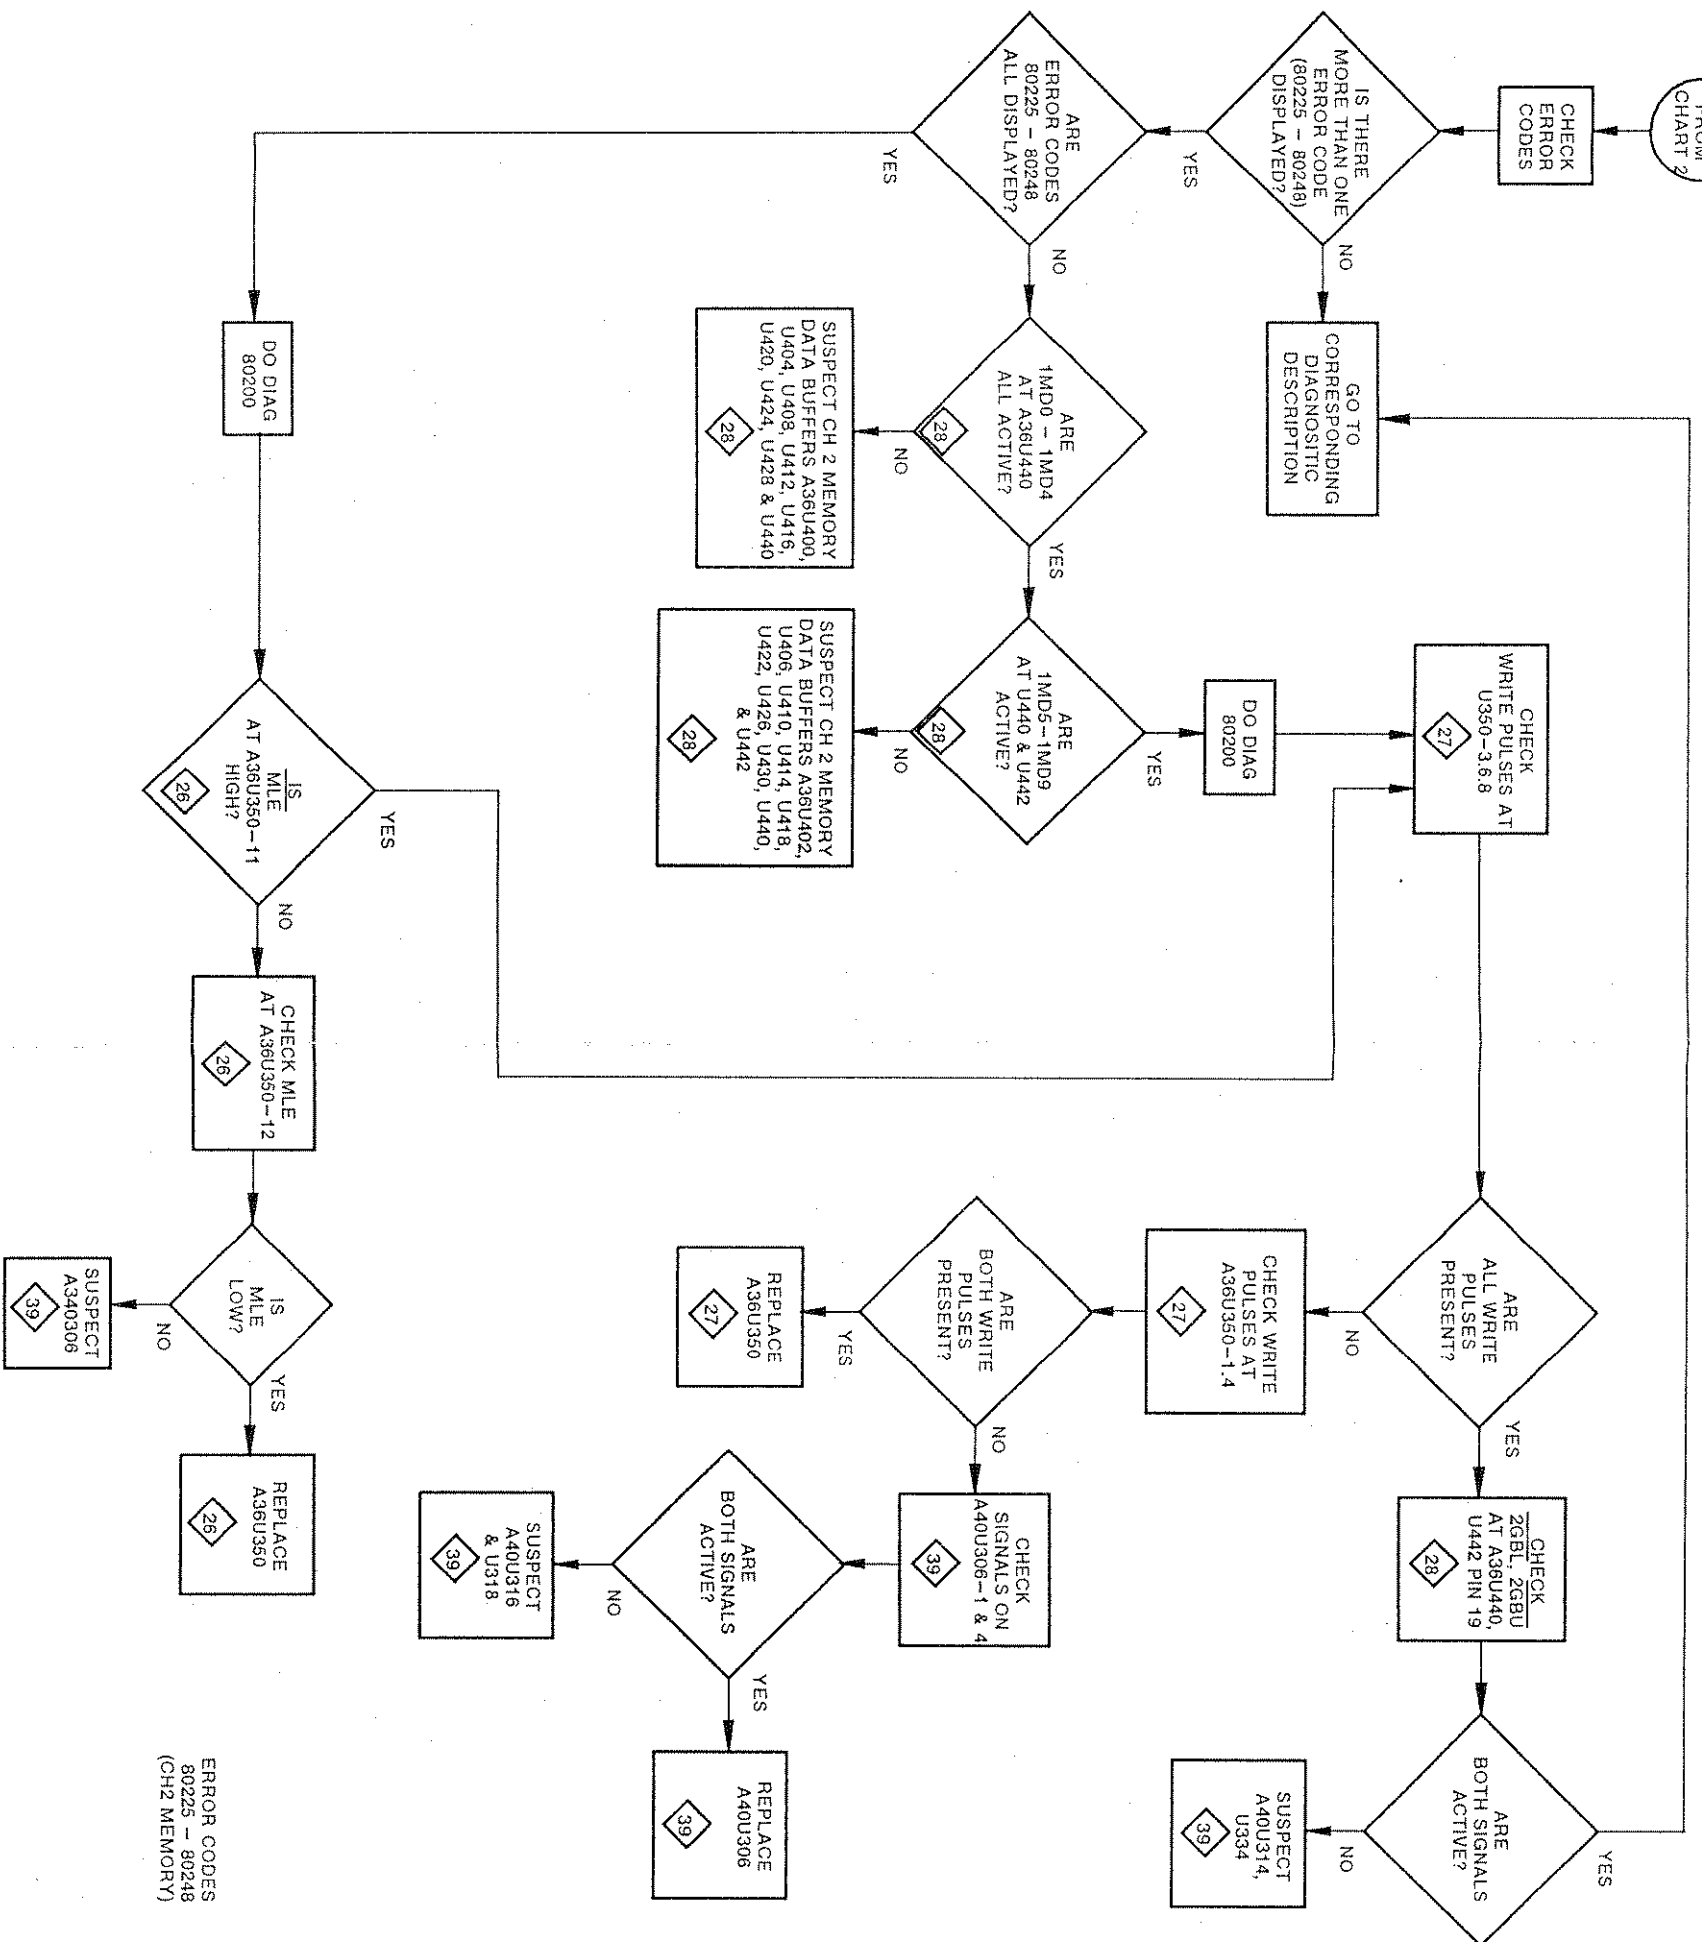 FROM
CHART 2
CHECK
ERROR
CODES
IS THERE
MORE THAN ONE
ERROR CODE
(80225 - 80248)
DISPLAYED?
NO
GO TO
CORRESPONDING
DIAGNOSITIC
DESCRIPTION
YES
ARE
ERROR CODES
80225 - 80248
ALL DISPLAYED?
NO
ARE
1MD0 - 1MD4
AT A36U440
ALL ACTIVE?
28
NO
SUSPECT CH 2 MEMORY
DATA BUFFERS A36U400,
U404, U408, U412, U416,
U420, U424, U428 & U440
28
YES
ARE
1MD5-1MD9
AT U440 & U442
ACTIVE?
28
NO
SUSPECT CH 2 MEMORY
DATA BUFFERS A36U402,
U406, U410, U414, U418,
U422, U426, U430, U440,
& U442
28
YES
DO DIAG
80200
CHECK
WRITE PULSES AT
U350-3.6.8
27
ARE
ALL WRITE
PULSES
PRESENT?
YES
CHECK
2GBL, 2GBU
AT A36U440,
U442 PIN 19
28
ARE
BOTH SIGNALS
ACTIVE?
YES
NO
SUSPECT
A40U314,
U334
39
NO
CHECK WRITE
PULSES AT
A36U350-1.4
27
ARE
BOTH WRITE
PULSES
PRESENT?
YES
REPLACE
A36U350
27
NO
CHECK
SIGNALS ON
A40U306-1 & 4
39
ARE
BOTH SIGNALS
ACTIVE?
NO
SUSPECT
A40U316
& U318
39
YES
REPLACE
A40U306
39
YES
DO DIAG
80200
IS
MLE
AT A36U350-11
HIGH?
26
YES
NO
CHECK MLE
AT A36U350-12
26
IS
MLE
LOW?
NO
SUSPECT
A340306
39
YES
REPLACE
A36U350
26
ERROR CODES
80225 - 80248
(CH2 MEMORY)